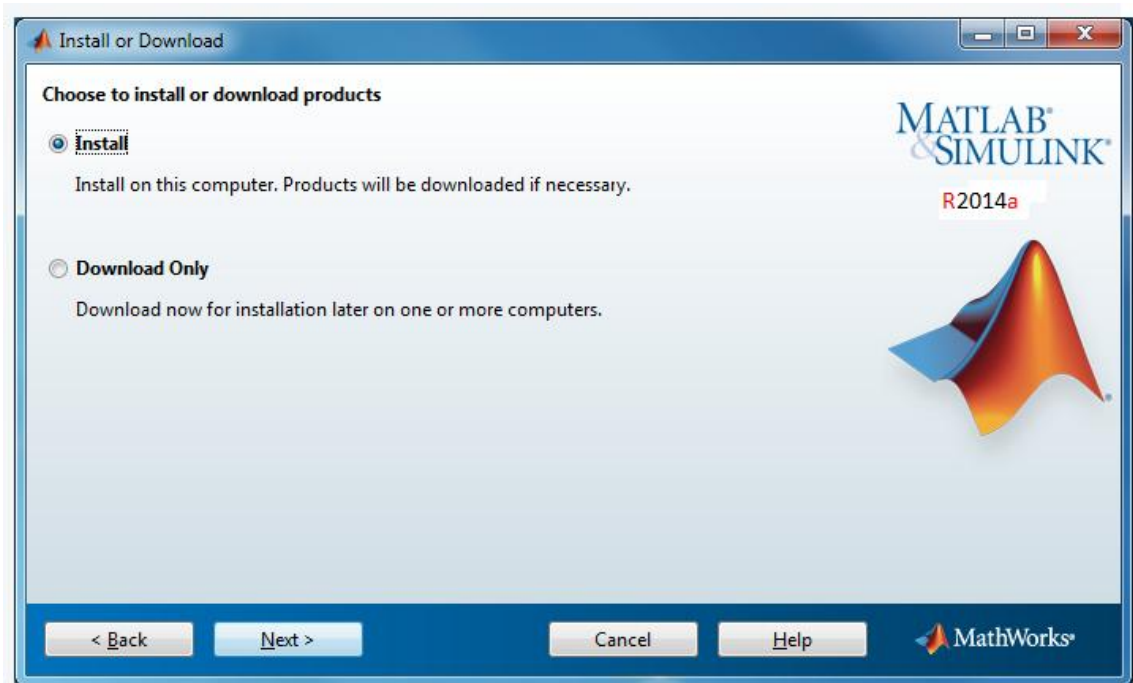 Install or Download
Choose to install or download products
Install
Install on this computer. Products will be downloaded if necessary.
Download Only
Download now for installation later on one or more computers.
MATLAB®
&SIMULINK®
R2014a
< Back
Next >
Cancel
Help
MathWorks®